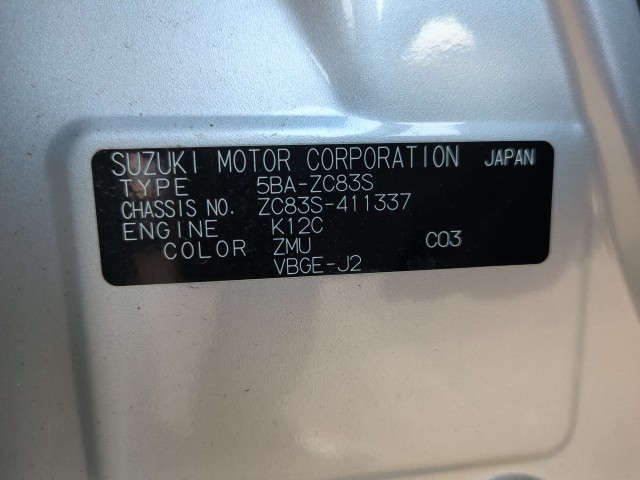 SUZUKI MOTOR CORPORATION JAPAN
TYPE 5BA-ZC83S
CHASSIS NO. ZC83S-411337
ENGINE K12C
COLOR ZMU C03
VBGE-J2